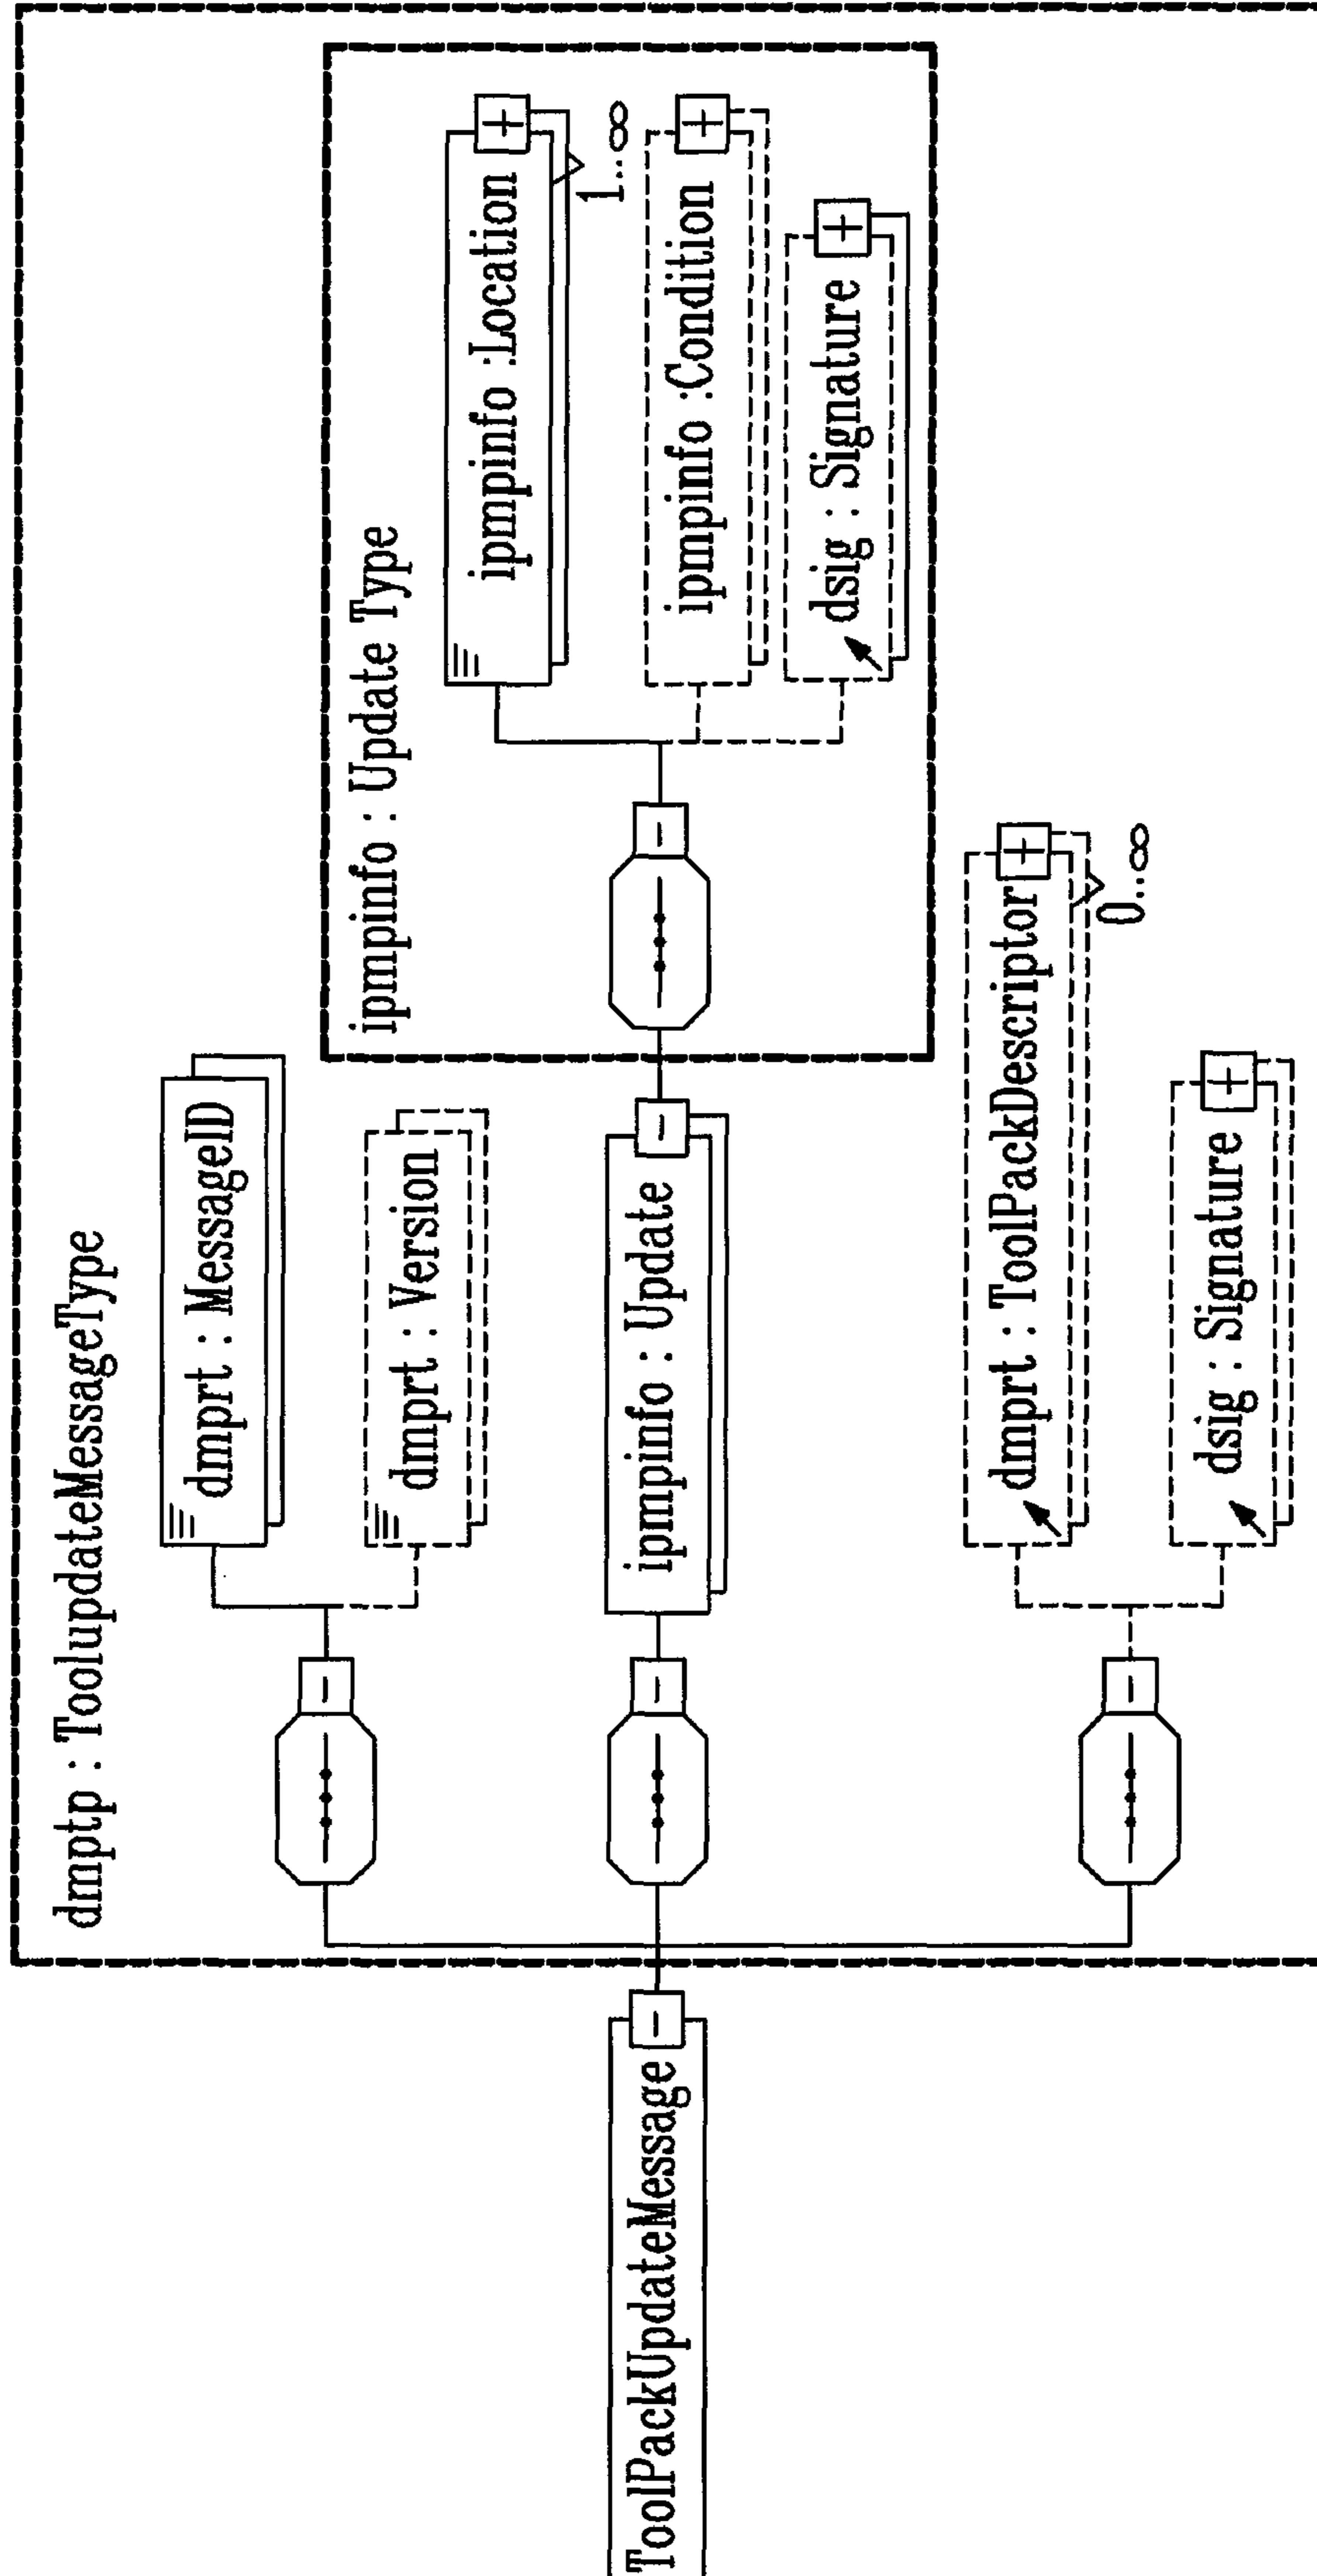 dmptp : ToolupdateMessageType
dmprt : MessageID
dmprt : Version
ipmpinfo : Update Type
ipmpinfo :Location
1..∞
ToolPackUpdateMessage
ipmpinfo : Update
ipmpinfo :Condition
dsig : Signature
dmprt : ToolPackDescriptor
0..∞
dsig : Signature